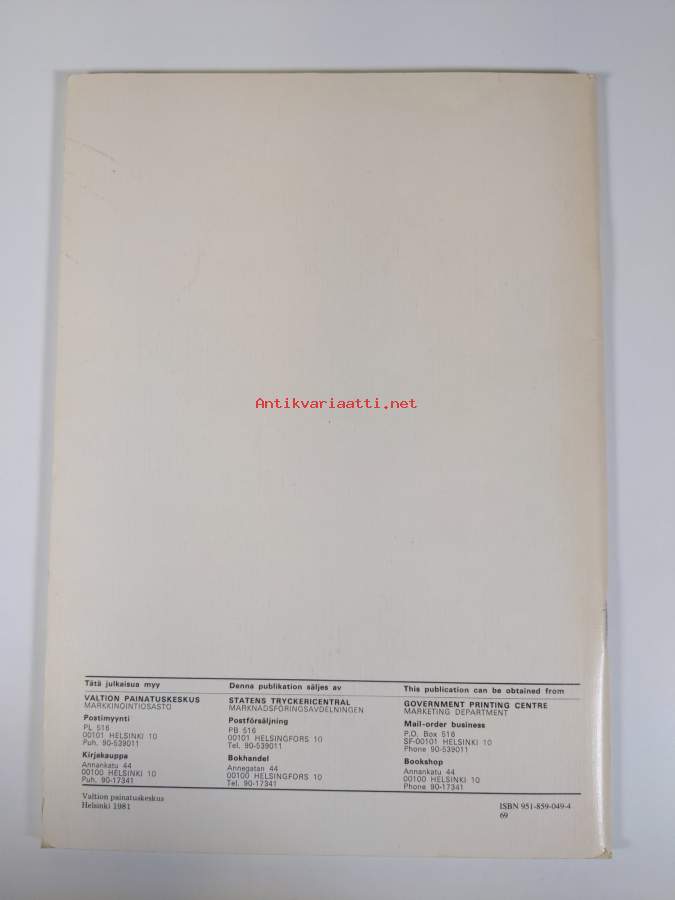 Antikvariaatti.net
Tätä julkaisua myy
VALTION PAINATUSKESKUS
MARKKINOINTIOSASTO
Postimyynti
PL 516
00101 HELSINKI 10
Puh. 90-539011
Kirjakauppa
Annankatu 44
00100 HELSINKI 10
Puh. 90-17341
Denna publikation säljes av
STATENS TRYCKERICENTRAL
MARKNADSFÖRINGSAVDELNINGEN
Postförsäljning
PB 516
00101 HELSINGFORS 10
Tel. 90-539011
Bokhandel
Annegatan 44
00100 HELSINGFORS 10
Tel. 90-17341
This publication can be obtained from
GOVERNMENT PRINTING CENTRE
MARKETING DEPARTMENT
Mail-order business
P.O. Box 516
SF-00101 HELSINKI 10
Phone 90-539011
Bookshop
Annankatu 44
00100 HELSINKI 10
Phone 90-17341
Valtion painatuskeskus
Helsinki 1981
ISBN 951-859-049-4
69